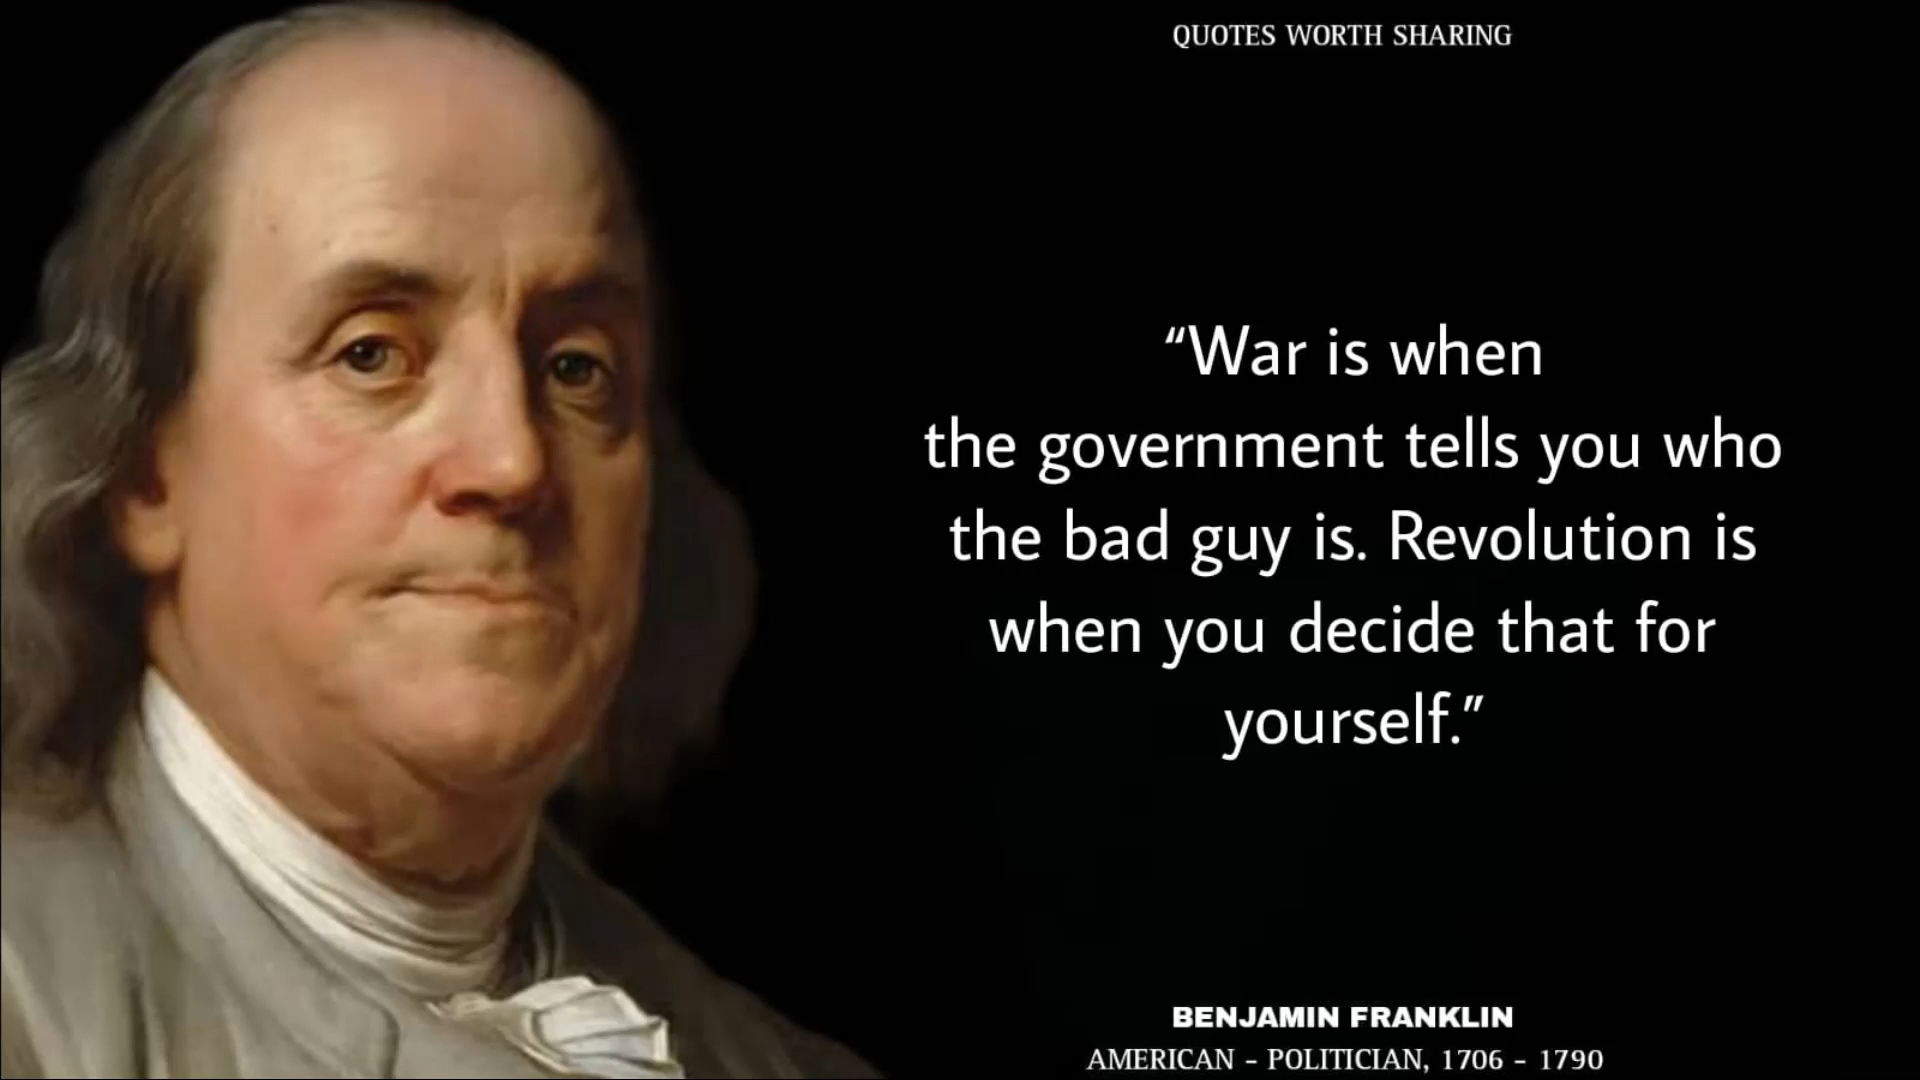 QUOTES WORTH SHARING
“War is when
the government tells you who
the bad guy is. Revolution is
when you decide that for
yourself.”
BENJAMIN FRANKLIN
AMERICAN - POLITICIAN, 1706 - 1790